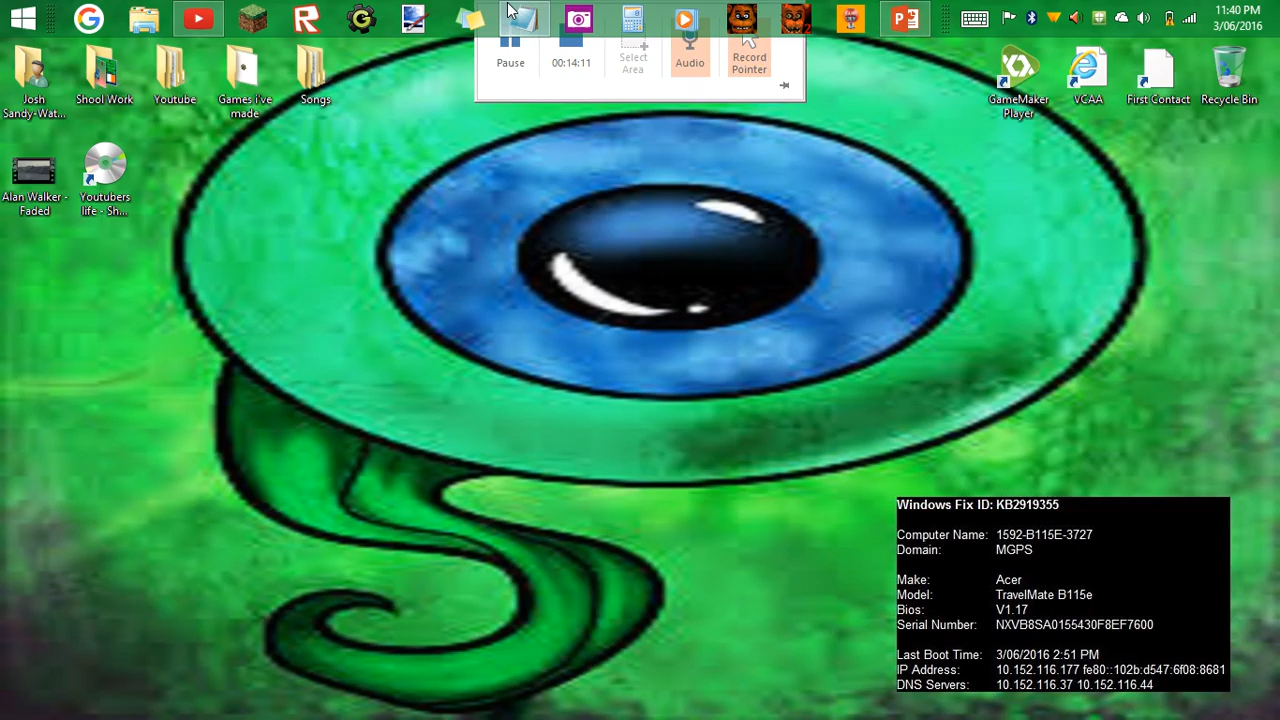 11:40 PM
3/06/2016
Pause
00:14:11
Select
Area
Audio
Record
Pointer
Josh
Sandy-Wat...
Shool Work
Youtube
Games i've
made
Songs
GameMaker
Player
VCAA
First Contact
Recycle Bin
Alan Walker -
Faded
Youtubers
life - Sh...
Windows Fix ID: KB2919355
Computer Name: 1592-B115E-3727
Domain: MGPS
Make: Acer
Model: TravelMate B115e
Bios: V1.17
Serial Number: NXVB8SA0155430F8EF7600
Last Boot Time: 3/06/2016 2:51 PM
IP Address: 10.152.116.177 fe80::102b:d547:6f08:8681
DNS Servers: 10.152.116.37 10.152.116.44